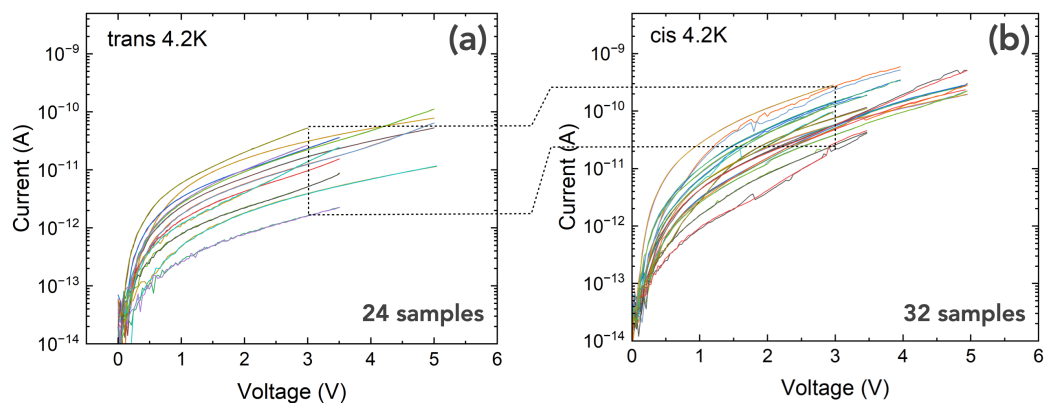 trans 4.2K
(a)
10⁻⁹
10⁻¹⁰
10⁻¹¹
10⁻¹²
10⁻¹³
10⁻¹⁴
Current (A)
24 samples
0 1 2 3 4 5 6
Voltage (V)
cis 4.2K
(b)
10⁻⁹
10⁻¹⁰
10⁻¹¹
10⁻¹²
10⁻¹³
10⁻¹⁴
Current (A)
32 samples
0 1 2 3 4 5 6
Voltage (V)